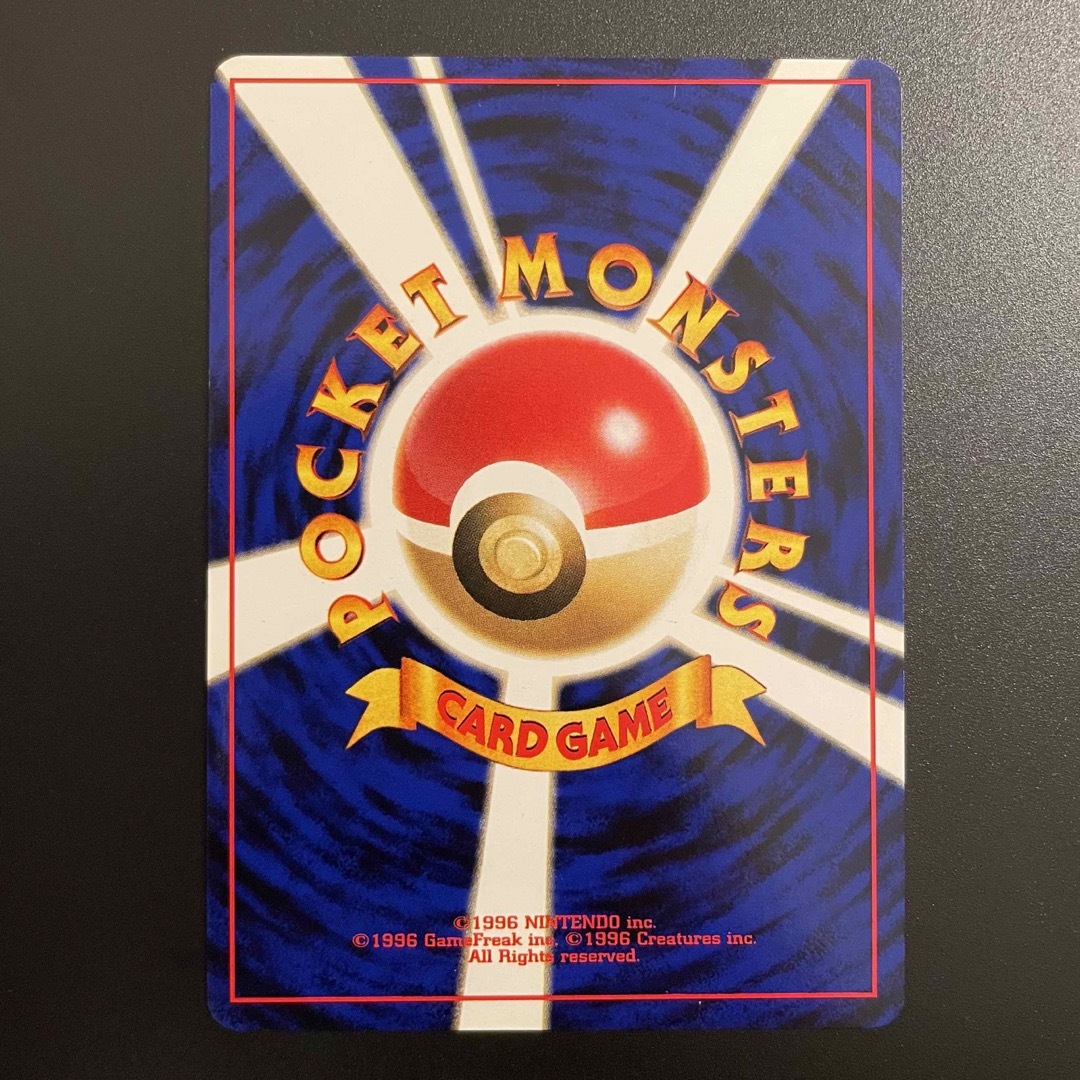 POCKET MONSTERS
CARD GAME
©1996 NINTENDO inc.
©1996 GameFreak inc. ©1996 Creatures inc.
All Rights reserved.